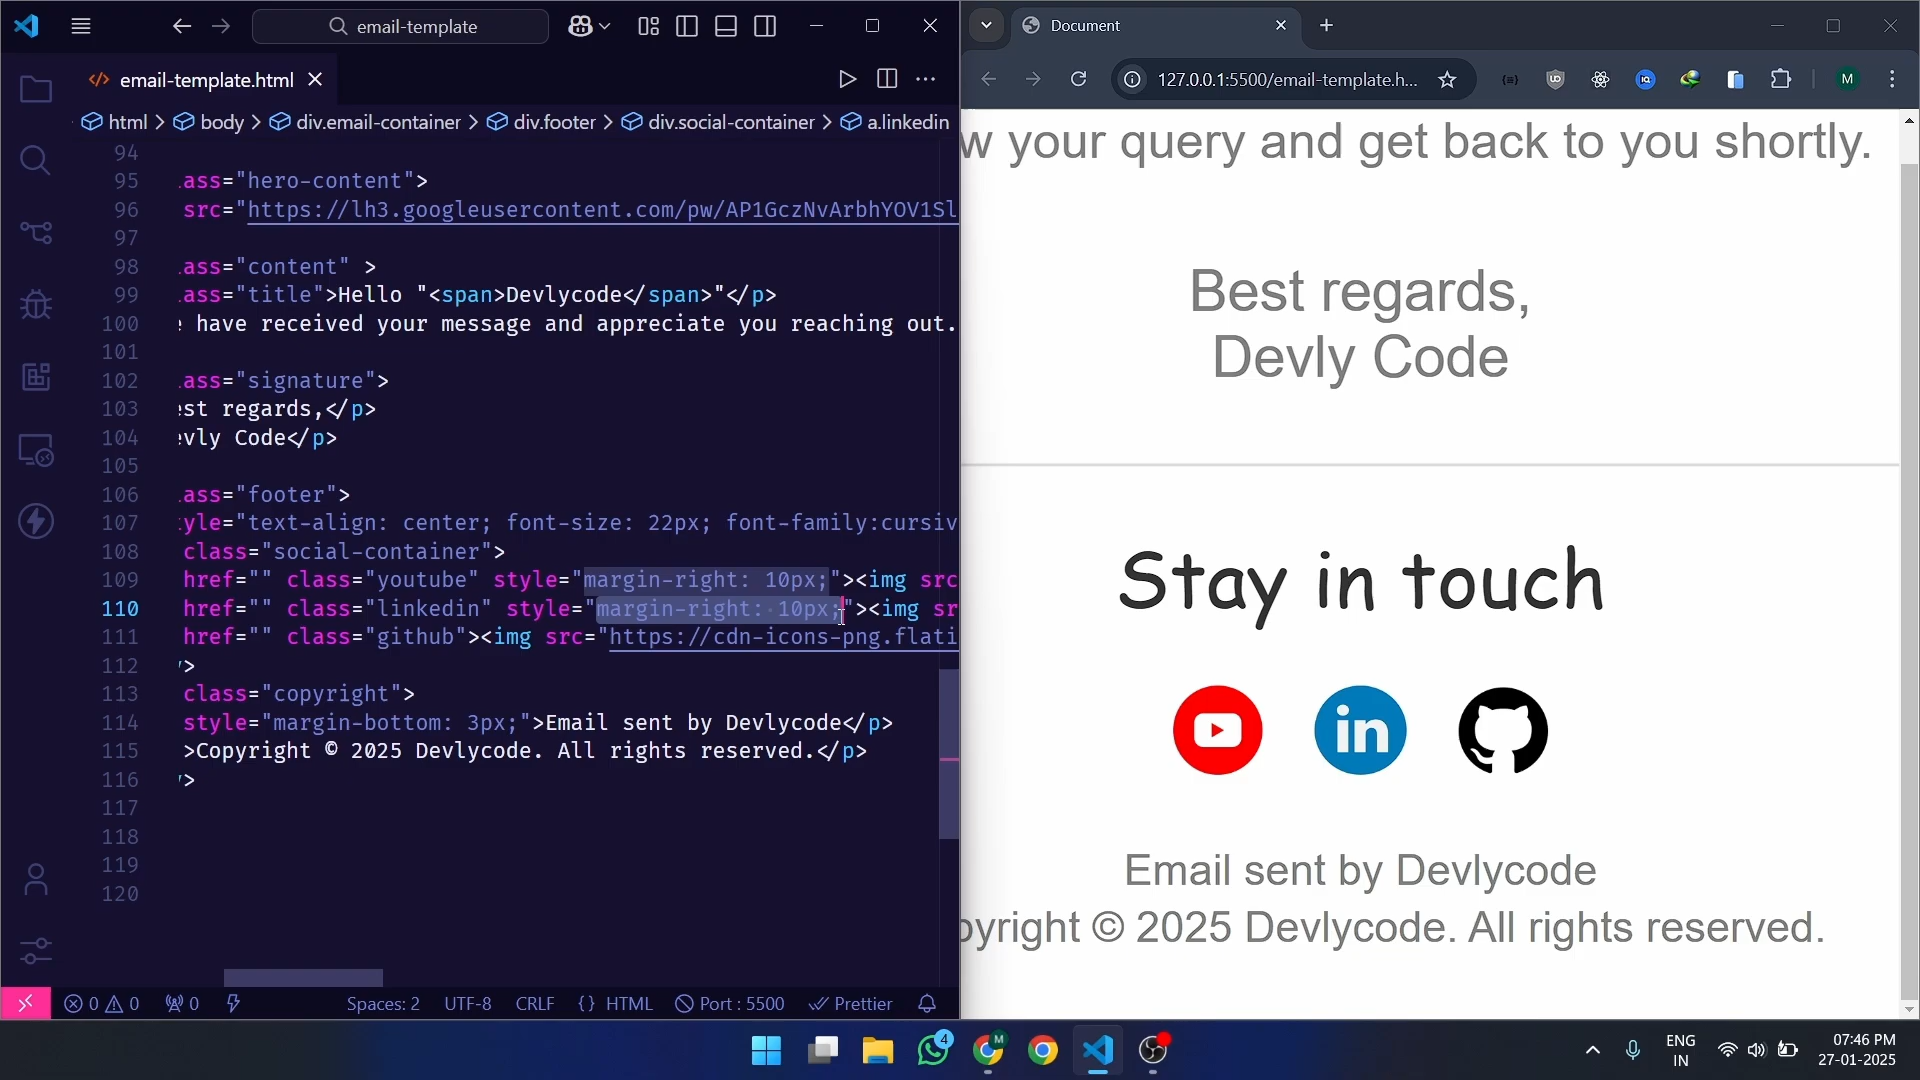 email-template
email-template.html
html > body > div.email-container > div.footer > div.social-container > a.linkedin
94
95 .ass="hero-content">
96 src="https://lh3.googleusercontent.com/pw/AP1GczNvArbhYOV1Sl
97
98 .ass="content" >
99 .ass="title">Hello "<span>Devlycode</span>"</p>
100 have received your message and appreciate you reaching out.
101
102 .ass="signature">
103 est regards,</p>
104 evly Code</p>
105
106 .ass="footer">
107 yle="text-align: center; font-size: 22px; font-family:cursiv
108 class="social-container">
109 href="" class="youtube" style="margin-right: 10px;"><img src
110 href="" class="linkedin" style="margin-right: 10px;"><img sr
111 href="" class="github"><img src="https://cdn-icons-png.flati
112 >
113 class="copyright">
114 style="margin-bottom: 3px;">Email sent by Devlycode</p>
115 >Copyright © 2025 Devlycode. All rights reserved.</p>
116 >
117
118
119
120
0 0 0 Spaces: 2 UTF-8 CRLF {} HTML Port : 5500 Prettier
Document
127.0.0.1:5500/email-template.h...
M
w your query and get back to you shortly.
Best regards,
Devly Code
Stay in touch
in
Email sent by Devlycode
pyright © 2025 Devlycode. All rights reserved.
4
M
ENG
IN
07:46 PM
27-01-2025